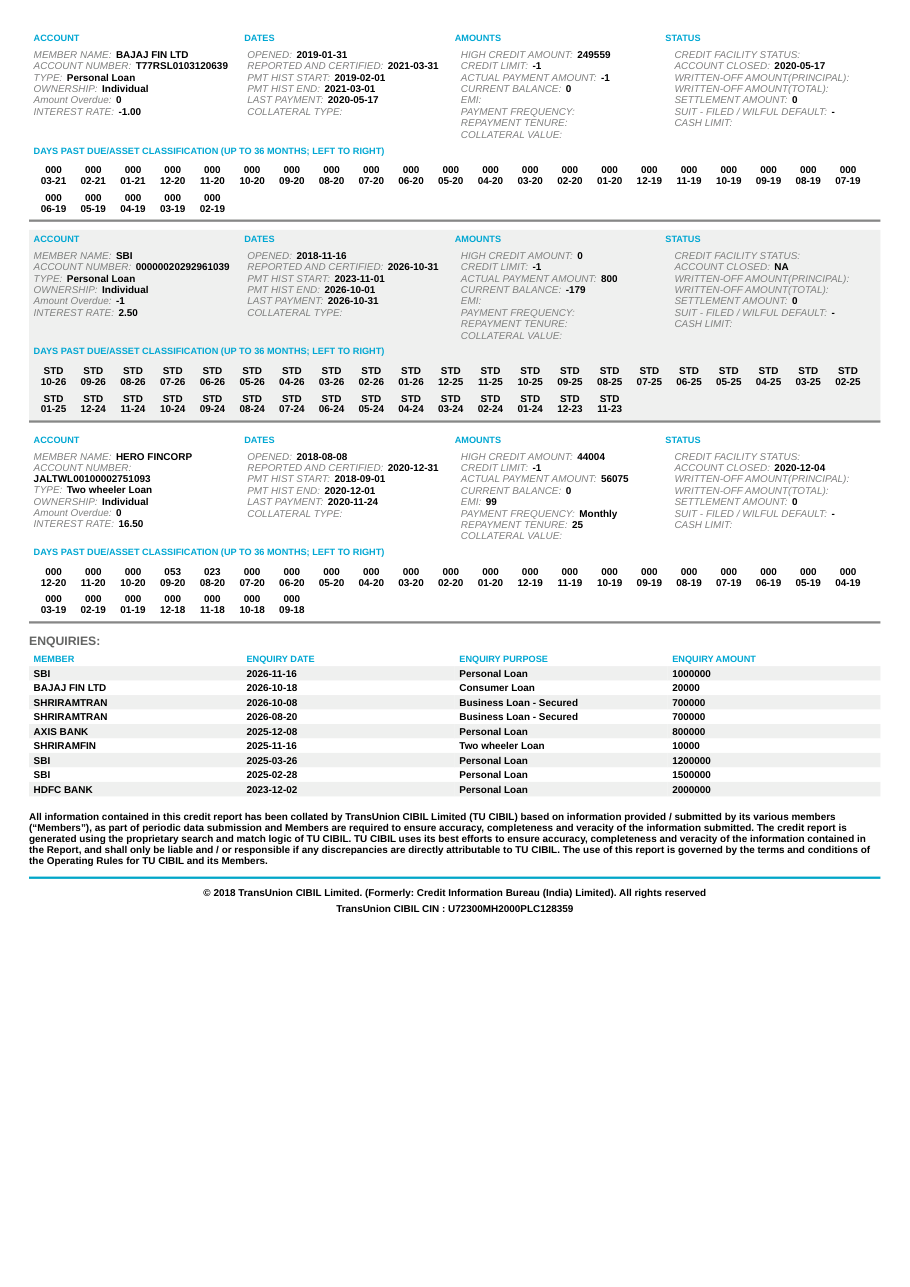 ACCOUNT DATES AMOUNTS STATUS
MEMBER NAME: BAJAJ FIN LTD OPENED: 2019-01-31 HIGH CREDIT AMOUNT: 249559 CREDIT FACILITY STATUS:
ACCOUNT NUMBER: T77RSL0103120639 REPORTED AND CERTIFIED: 2021-03-31 CREDIT LIMIT: -1 ACCOUNT CLOSED: 2020-05-17
TYPE: Personal Loan PMT HIST START: 2019-02-01 ACTUAL PAYMENT AMOUNT: -1 WRITTEN-OFF AMOUNT(PRINCIPAL):
OWNERSHIP: Individual PMT HIST END: 2021-03-01 CURRENT BALANCE: 0 WRITTEN-OFF AMOUNT(TOTAL):
Amount Overdue: 0 LAST PAYMENT: 2020-05-17 EMI: SETTLEMENT AMOUNT: 0
INTEREST RATE: -1.00 COLLATERAL TYPE: PAYMENT FREQUENCY: SUIT - FILED / WILFUL DEFAULT: -
REPAYMENT TENURE: CASH LIMIT:
COLLATERAL VALUE:
DAYS PAST DUE/ASSET CLASSIFICATION (UP TO 36 MONTHS; LEFT TO RIGHT)
000 000 000 000 000 000 000 000 000 000 000 000 000 000 000 000 000 000 000 000 000
03-21 02-21 01-21 12-20 11-20 10-20 09-20 08-20 07-20 06-20 05-20 04-20 03-20 02-20 01-20 12-19 11-19 10-19 09-19 08-19 07-19
000 000 000 000 000
06-19 05-19 04-19 03-19 02-19
ACCOUNT DATES AMOUNTS STATUS
MEMBER NAME: SBI OPENED: 2018-11-16 HIGH CREDIT AMOUNT: 0 CREDIT FACILITY STATUS:
ACCOUNT NUMBER: 00000020292961039 REPORTED AND CERTIFIED: 2026-10-31 CREDIT LIMIT: -1 ACCOUNT CLOSED: NA
TYPE: Personal Loan PMT HIST START: 2023-11-01 ACTUAL PAYMENT AMOUNT: 800 WRITTEN-OFF AMOUNT(PRINCIPAL):
OWNERSHIP: Individual PMT HIST END: 2026-10-01 CURRENT BALANCE: -179 WRITTEN-OFF AMOUNT(TOTAL):
Amount Overdue: -1 LAST PAYMENT: 2026-10-31 EMI: SETTLEMENT AMOUNT: 0
INTEREST RATE: 2.50 COLLATERAL TYPE: PAYMENT FREQUENCY: SUIT - FILED / WILFUL DEFAULT: -
REPAYMENT TENURE: CASH LIMIT:
COLLATERAL VALUE:
DAYS PAST DUE/ASSET CLASSIFICATION (UP TO 36 MONTHS; LEFT TO RIGHT)
STD STD STD STD STD STD STD STD STD STD STD STD STD STD STD STD STD STD STD STD STD
10-26 09-26 08-26 07-26 06-26 05-26 04-26 03-26 02-26 01-26 12-25 11-25 10-25 09-25 08-25 07-25 06-25 05-25 04-25 03-25 02-25
STD STD STD STD STD STD STD STD STD STD STD STD STD STD STD
01-25 12-24 11-24 10-24 09-24 08-24 07-24 06-24 05-24 04-24 03-24 02-24 01-24 12-23 11-23
ACCOUNT DATES AMOUNTS STATUS
MEMBER NAME: HERO FINCORP OPENED: 2018-08-08 HIGH CREDIT AMOUNT: 44004 CREDIT FACILITY STATUS:
ACCOUNT NUMBER: REPORTED AND CERTIFIED: 2020-12-31 CREDIT LIMIT: -1 ACCOUNT CLOSED: 2020-12-04
JALTWL00100002751093 PMT HIST START: 2018-09-01 ACTUAL PAYMENT AMOUNT: 56075 WRITTEN-OFF AMOUNT(PRINCIPAL):
TYPE: Two wheeler Loan PMT HIST END: 2020-12-01 CURRENT BALANCE: 0 WRITTEN-OFF AMOUNT(TOTAL):
OWNERSHIP: Individual LAST PAYMENT: 2020-11-24 EMI: 99 SETTLEMENT AMOUNT: 0
Amount Overdue: 0 COLLATERAL TYPE: PAYMENT FREQUENCY: Monthly SUIT - FILED / WILFUL DEFAULT: -
INTEREST RATE: 16.50 REPAYMENT TENURE: 25 CASH LIMIT:
COLLATERAL VALUE:
DAYS PAST DUE/ASSET CLASSIFICATION (UP TO 36 MONTHS; LEFT TO RIGHT)
000 000 000 053 023 000 000 000 000 000 000 000 000 000 000 000 000 000 000 000 000
12-20 11-20 10-20 09-20 08-20 07-20 06-20 05-20 04-20 03-20 02-20 01-20 12-19 11-19 10-19 09-19 08-19 07-19 06-19 05-19 04-19
000 000 000 000 000 000 000
03-19 02-19 01-19 12-18 11-18 10-18 09-18
ENQUIRIES:
MEMBER ENQUIRY DATE ENQUIRY PURPOSE ENQUIRY AMOUNT
SBI 2026-11-16 Personal Loan 1000000
BAJAJ FIN LTD 2026-10-18 Consumer Loan 20000
SHRIRAMTRAN 2026-10-08 Business Loan - Secured 700000
SHRIRAMTRAN 2026-08-20 Business Loan - Secured 700000
AXIS BANK 2025-12-08 Personal Loan 800000
SHRIRAMFIN 2025-11-16 Two wheeler Loan 10000
SBI 2025-03-26 Personal Loan 1200000
SBI 2025-02-28 Personal Loan 1500000
HDFC BANK 2023-12-02 Personal Loan 2000000
All information contained in this credit report has been collated by TransUnion CIBIL Limited (TU CIBIL) based on information provided / submitted by its various members
(“Members”), as part of periodic data submission and Members are required to ensure accuracy, completeness and veracity of the information submitted. The credit report is
generated using the proprietary search and match logic of TU CIBIL. TU CIBIL uses its best efforts to ensure accuracy, completeness and veracity of the information contained in
the Report, and shall only be liable and / or responsible if any discrepancies are directly attributable to TU CIBIL. The use of this report is governed by the terms and conditions of
the Operating Rules for TU CIBIL and its Members.
© 2018 TransUnion CIBIL Limited. (Formerly: Credit Information Bureau (India) Limited). All rights reserved
TransUnion CIBIL CIN : U72300MH2000PLC128359